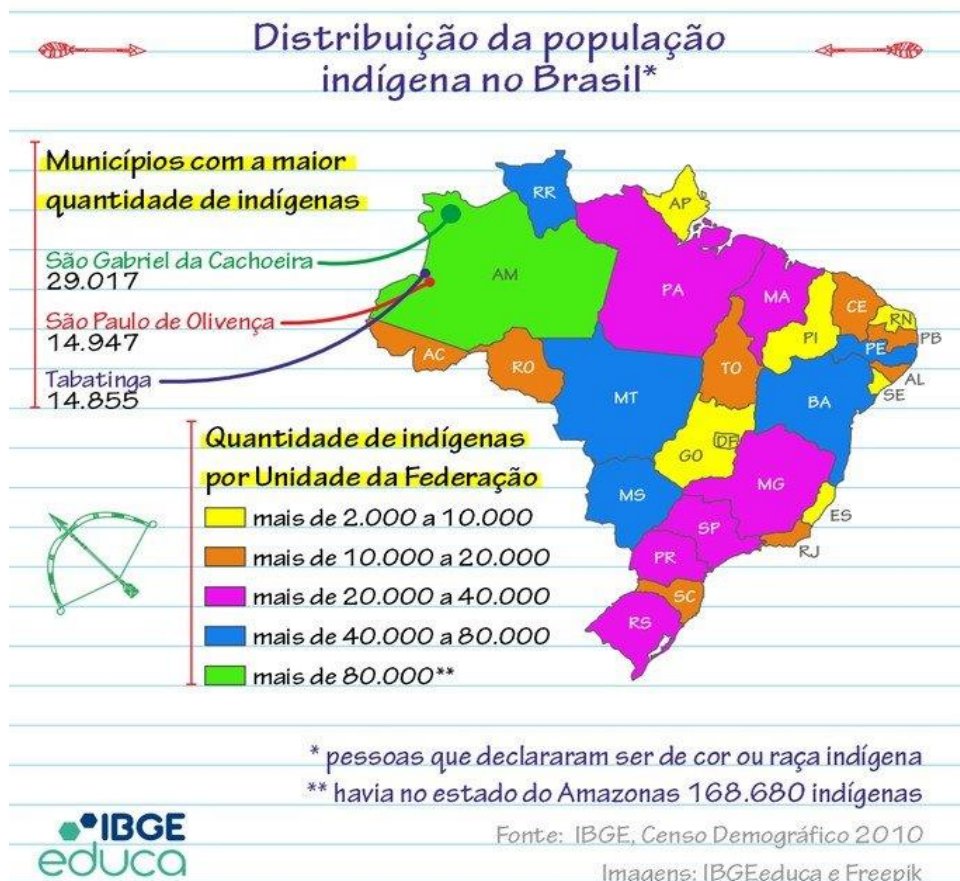 Distribuição da população
indígena no Brasil*
Municípios com a maior
quantidade de indígenas
São Gabriel da Cachoeira
29.017
São Paulo de Olivença
14.947
Tabatinga
14.855
RR
AP
AM
PA
MA
CE
RN
PI
PB
PE
AC
RO
TO
AL
SE
MT
BA
GO
DF
MG
MS
ES
SP
RJ
PR
SC
RS
Quantidade de indígenas
por Unidade da Federação
mais de 2.000 a 10.000
mais de 10.000 a 20.000
mais de 20.000 a 40.000
mais de 40.000 a 80.000
mais de 80.000**
* pessoas que declararam ser de cor ou raça indígena
** havia no estado do Amazonas 168.680 indígenas
IBGE
educa
Fonte: IBGE, Censo Demográfico 2010
Imagens: IBGEeduca e Freepik